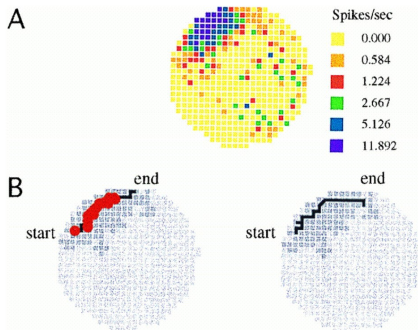 A
Spikes/sec
0.000
0.584
1.224
2.667
5.126
11.892
B
end
start
end
start